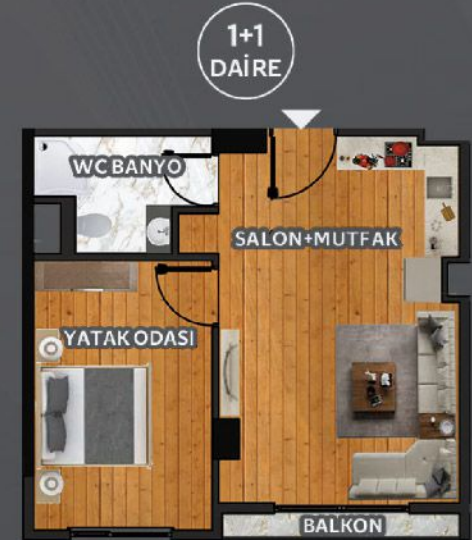 1+1
DAİRE
WC BANYO
SALON+MUTFAK
YATAK ODASI
BALKON